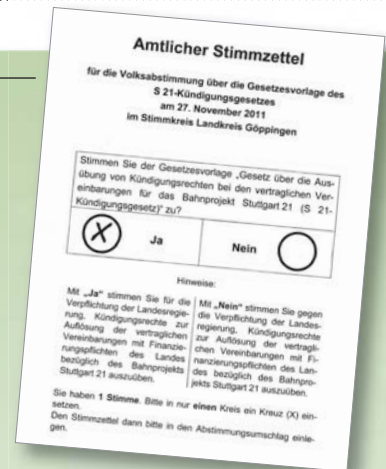 Amtlicher Stimmzettel
für die Volksabstimmung über die Gesetzesvorlage des
S 21-Kündigungsgesetzes
am 27. November 2011
im Stimmkreis Landkreis Göppingen
Stimmen Sie der Gesetzesvorlage „Gesetz über die Aus-
übung von Kündigungsrechten bei den vertraglichen Ver-
einbarungen für das Bahnprojekt Stuttgart 21 (S 21-
Kündigungsgesetz)“ zu?
X Ja
Nein
Hinweise:
Mit „Ja“ stimmen Sie für die
Verpflichtung der Landesregie-
rung, Kündigungsrechte zur
Auflösung der vertraglichen
Vereinbarungen mit Finanzie-
rungspflichten des Landes
bezüglich des Bahnprojekts
Stuttgart 21 auszuüben.
Mit „Nein“ stimmen Sie gegen
die Verpflichtung der Landes-
regierung, Kündigungsrechte
zur Auflösung der vertragli-
chen Vereinbarungen mit Fi-
nanzierungspflichten des Lan-
des bezüglich des Bahnpro-
jekts Stuttgart 21 auszuüben.
Sie haben 1 Stimme. Bitte in nur einen Kreis ein Kreuz (X) ein-
setzen.
Den Stimmzettel dann bitte in den Abstimmungsumschlag einle-
gen.